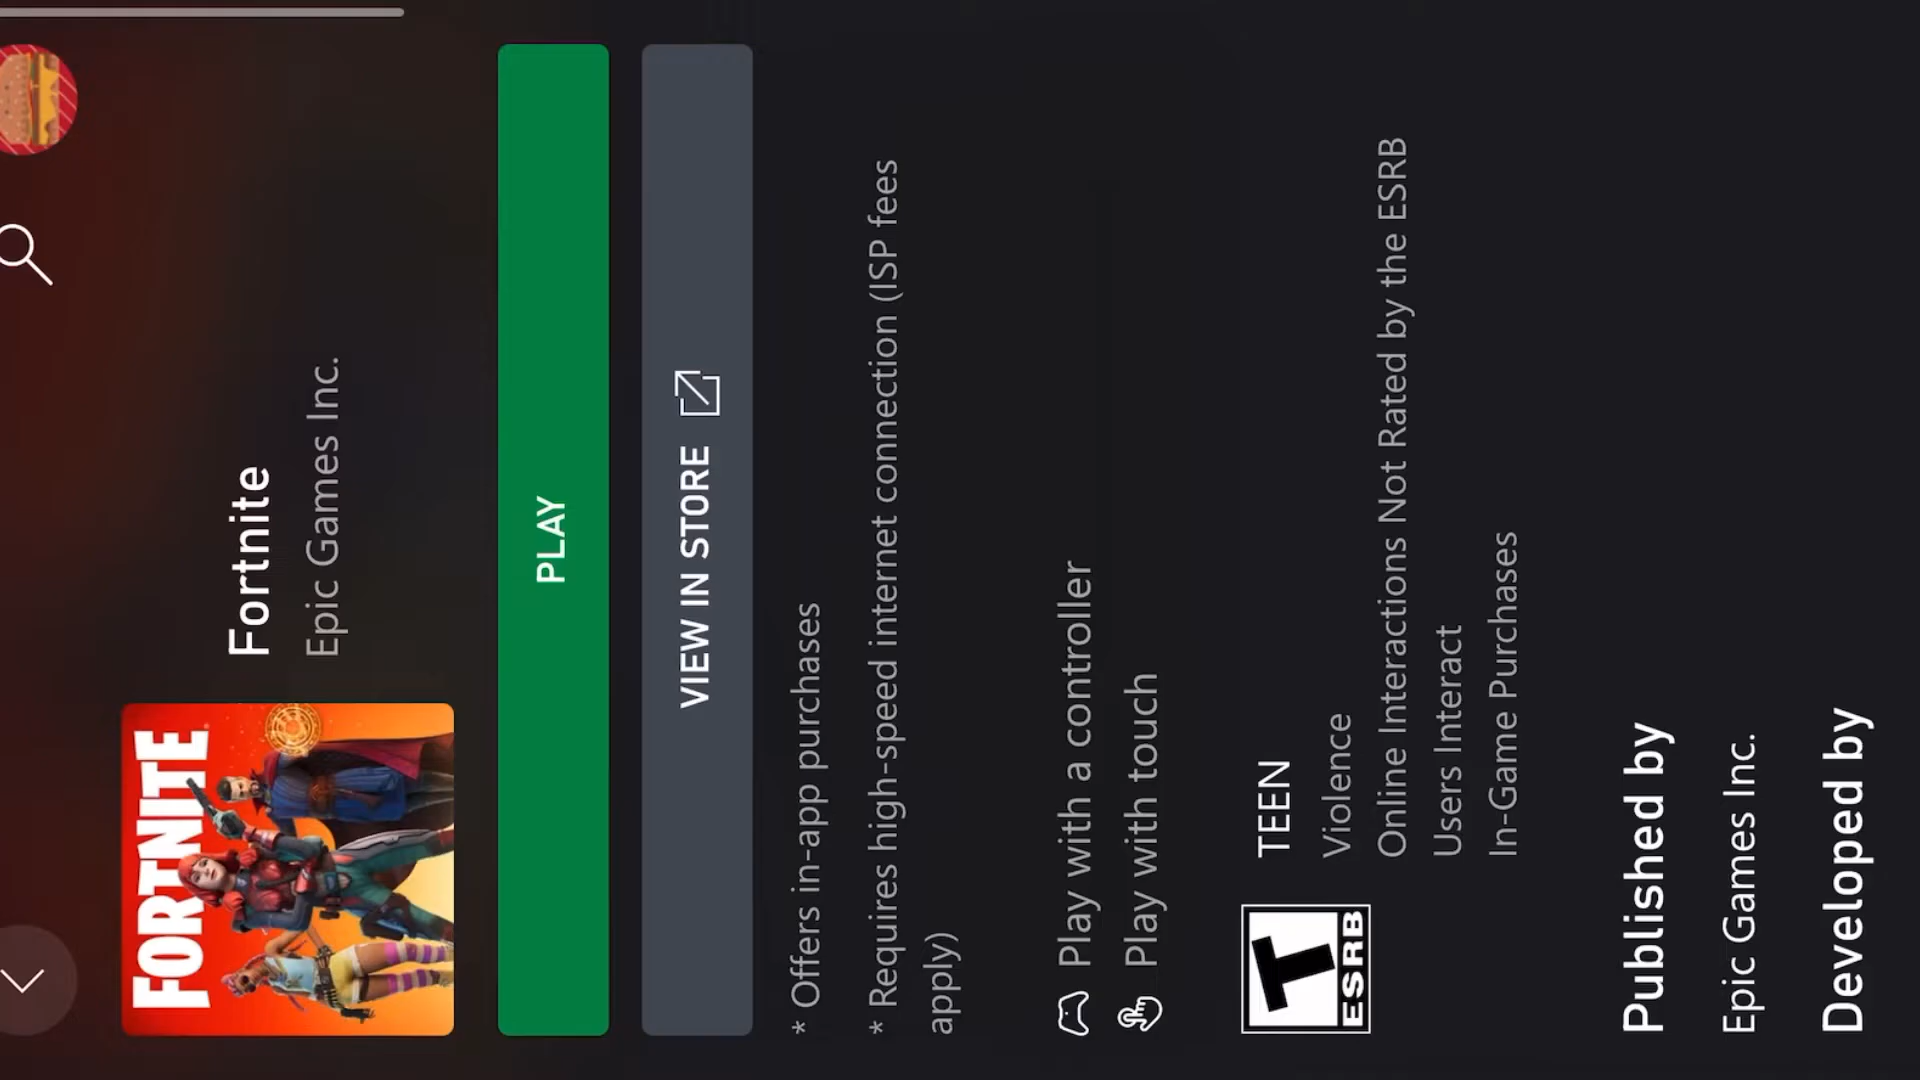 FORTNITE
Fortnite
Epic Games Inc.
PLAY
VIEW IN STORE
* Offers in-app purchases
* Requires high-speed internet connection (ISP fees
apply)
Play with a controller
Play with touch
T
ESRB
TEEN
Violence
Online Interactions Not Rated by the ESRB
Users Interact
In-Game Purchases
Published by
Epic Games Inc.
Developed by